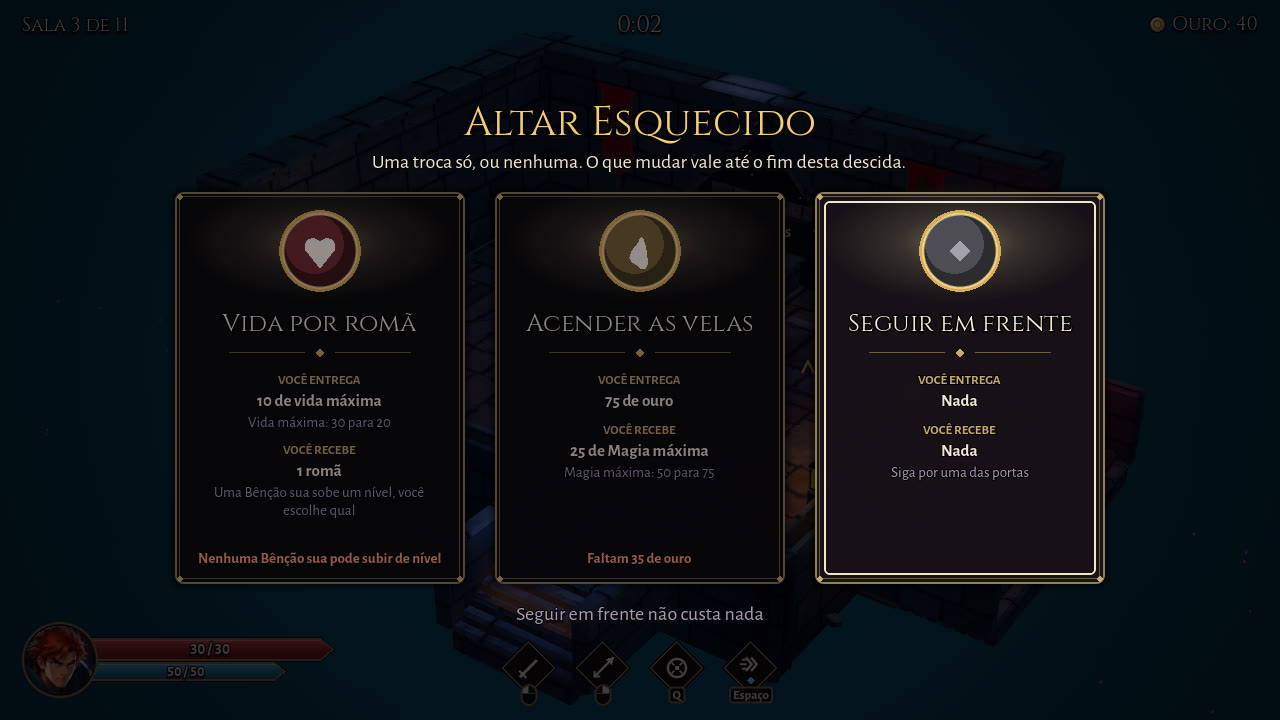 Sala 3 de 11
0:02
Ouro: 40
Altar Esquecido
Uma troca só, ou nenhuma. O que mudar vale até o fim desta descida.
Vida por romã
VOCÊ ENTREGA
10 de vida máxima
Vida máxima: 30 para 20
VOCÊ RECEBE
1 romã
Uma Bênção sua sobe um nível, você
escolhe qual
Nenhuma Bênção sua pode subir de nível
Acender as velas
VOCÊ ENTREGA
75 de ouro
VOCÊ RECEBE
25 de Magia máxima
Magia máxima: 50 para 75
Faltam 35 de ouro
Seguir em frente
VOCÊ ENTREGA
Nada
VOCÊ RECEBE
Nada
Siga por uma das portas
Seguir em frente não custa nada
30/30
50/50
Q
Espaço